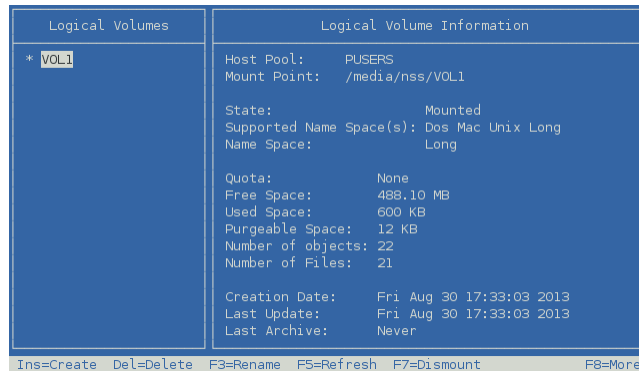 Logical Volumes
Logical Volume Information
* VOL1
Host Pool: PUSERS
Mount Point: /media/nss/VOL1
State: Mounted
Supported Name Space(s): Dos Mac Unix Long
Name Space: Long
Quota: None
Free Space: 488.10 MB
Used Space: 600 KB
Purgeable Space: 12 KB
Number of objects: 22
Number of Files: 21
Creation Date: Fri Aug 30 17:33:03 2013
Last Update: Fri Aug 30 17:33:03 2013
Last Archive: Never
Ins=Create Del=Delete F3=Rename F5=Refresh F7=Dismount F8=More